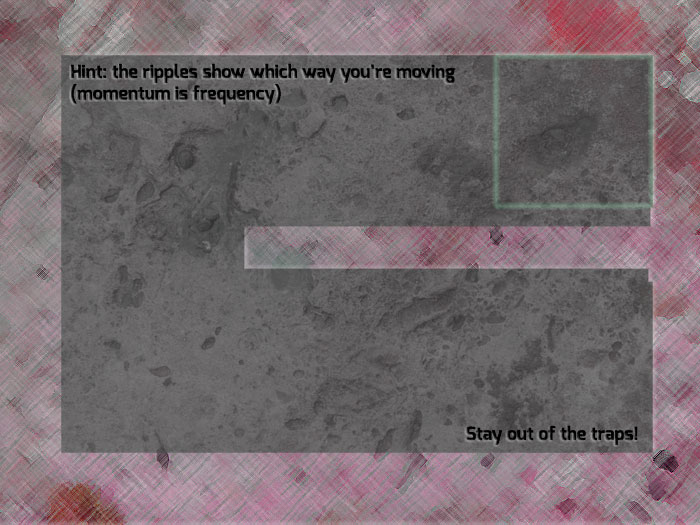 Hint: the ripples show which way you're moving
(momentum is frequency)
Stay out of the traps!